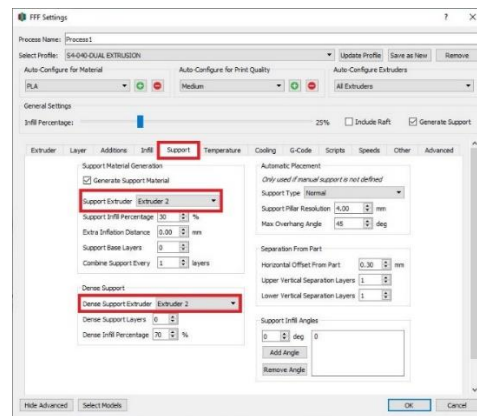 FFF Settings ? X
Process Name: Process1
Select Profile: S4-040-DUAL EXTRUSION Update Profile Save as New Remove
Auto-Configure for Material Auto-Configure for Print Quality Auto-Configure Extruders
PLA Medium All Extruders
General Settings
Infill Percentage: 25% Include Raft Generate Support
Extruder Layer Additions Infill Support Temperature Cooling G-Code Scripts Speeds Other Advanced
Support Material Generation
Generate Support Material
Support Extruder Extruder 2
Support Infill Percentage 30 %
Extra Inflation Distance 0.00 mm
Support Base Layers 0
Combine Support Every 1 layers
Dense Support
Dense Support Extruder Extruder 2
Dense Support Layers 0
Dense Infill Percentage 70 %
Automatic Placement
Only used if manual support is not defined
Support Type Normal
Support Pillar Resolution 4.00 mm
Max Overhang Angle 45 deg
Separation From Part
Horizontal Offset From Part 0.30 mm
Upper Vertical Separation Layers 1
Lower Vertical Separation Layers 1
Support Infill Angles
0 deg 0
Add Angle
Remove Angle
Hide Advanced Select Models OK Cancel